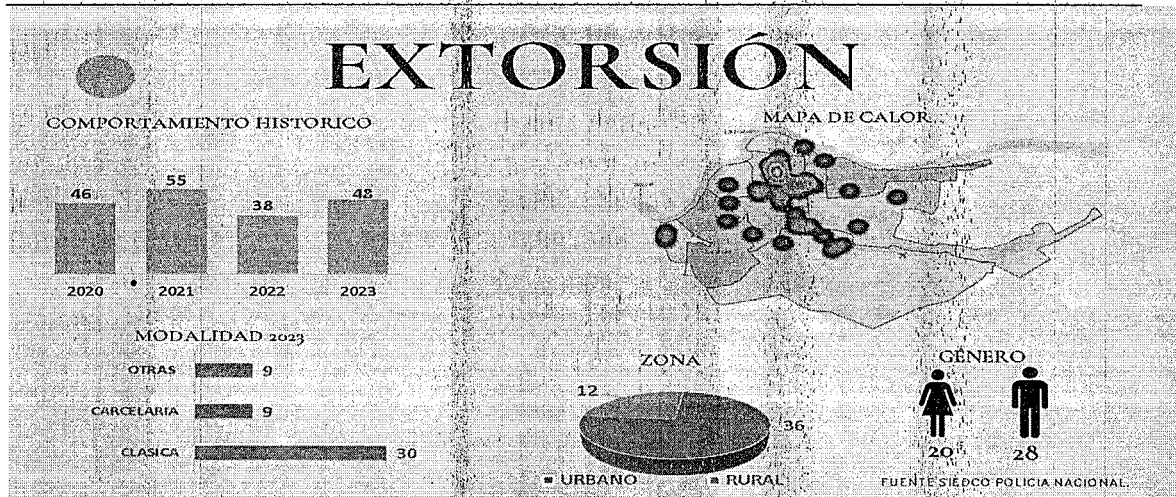 EXTORSIÓN
COMPORTAMIENTO HISTORICO
46
55
38
48
2020
2021
2022
2023
MODALIDAD 2023
OTRAS
9
CARCELARIA
9
CLASICA
30
MAPA DE CALOR
ZONA
12
36
URBANO
RURAL
GÉNERO
20
28
FUENTE SIEDCO POLICIA NACIONAL.